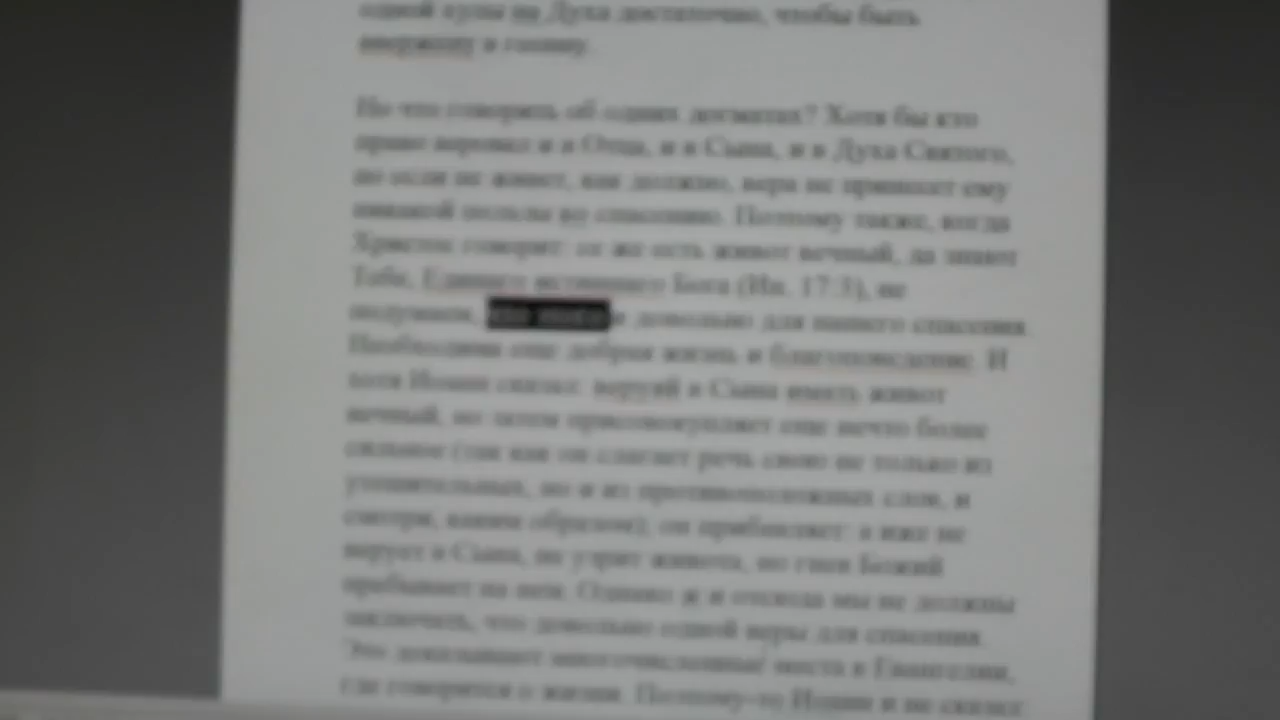 одной хулы на Духа достаточно, чтобы быть
ввержену в геенну.
Но что говорить об одних догматах? Хотя бы кто
право веровал и в Отца, и в Сына, и в Духа Святого,
но если не живет, как должно, вера не принесет ему
никакой пользы ко спасению. Поэтому также, когда
Христос говорит: се же есть живот вечный, да знают
Тебе, Единаго истиннаго Бога (Ин. 17:3), не
подумаем, довольно для нашего спасения.
Необходима еще добрая жизнь и благоповедение. И
хотя Иоанн сказал: веруяй в Сына имать живот
вечный, но затем присовокупляет еще нечто более
сильное (так как он слагает речь свою не только из
утешительных, но и из противоположных слов, и
смотри, каким образом); он прибавляет: а иже не
верует в Сына, не узрит живота, но гнев Божий
пребывает на нем. Однако и отсюда мы не должны
заключать, что довольно одной веры для спасения.
Это доказывают многочисленные места в Евангелии,
где говорится о жизни. Поэтому-то Иоанн и не сказал: